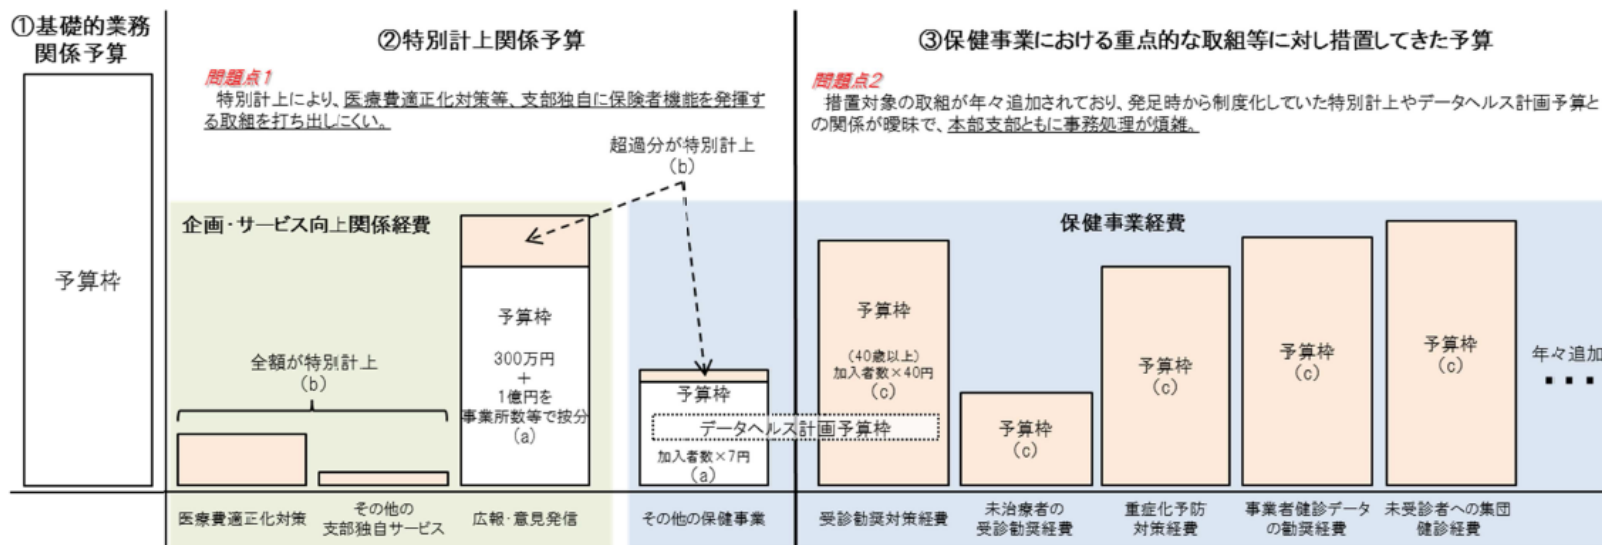 ①基礎的業務
関係予算
予算枠
②特別計上関係予算
問題点1
特別計上により、医療費適正化対策等、支部独自に保険者機能を発揮す
る取組を打ち出しにくい。
超過分が特別計上
(b)
企画・サービス向上関係経費
全額が特別計上
(b)
予算枠
300万円
+
1億円を
事業所数等で按分
(a)
予算枠
データヘルス計画予算枠
加入者数×7円
(a)
医療費適正化対策
その他の
支部独自サービス
広報・意見発信
その他の保健事業
③保健事業における重点的な取組等に対し措置してきた予算
問題点2
措置対象の取組が年々追加されており、発足時から制度化していた特別計上やデータヘルス計画予算と
の関係が曖昧で、本部支部ともに事務処理が煩雑。
保健事業経費
予算枠
(40歳以上)
加入者数×40円
(c)
予算枠
(c)
予算枠
(c)
予算枠
(c)
予算枠
(c)
年々追加
・・・
受診勧奨対策経費
未治療者の
受診勧奨経費
重症化予防
対策経費
事業者健診データ
の勧奨経費
未受診者への集団
健診経費